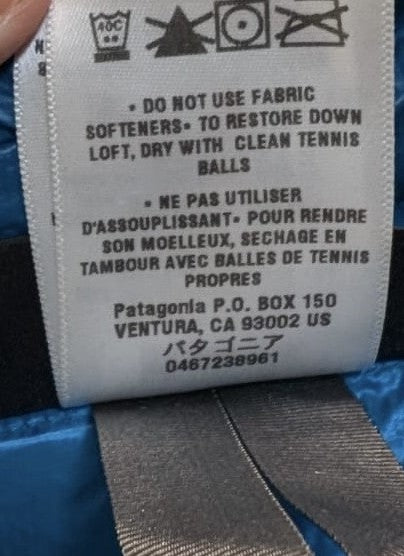 40C
• DO NOT USE FABRIC
SOFTENERS• TO RESTORE DOWN
LOFT, DRY WITH CLEAN TENNIS
BALLS
• NE PAS UTILISER
D'ASSOUPLISSANT• POUR RENDRE
SON MOELLEUX, SECHAGE EN
TAMBOUR AVEC BALLES DE TENNIS
PROPRES
Patagonia P.O. BOX 150
VENTURA, CA 93002 US
パタゴニア
0467238961